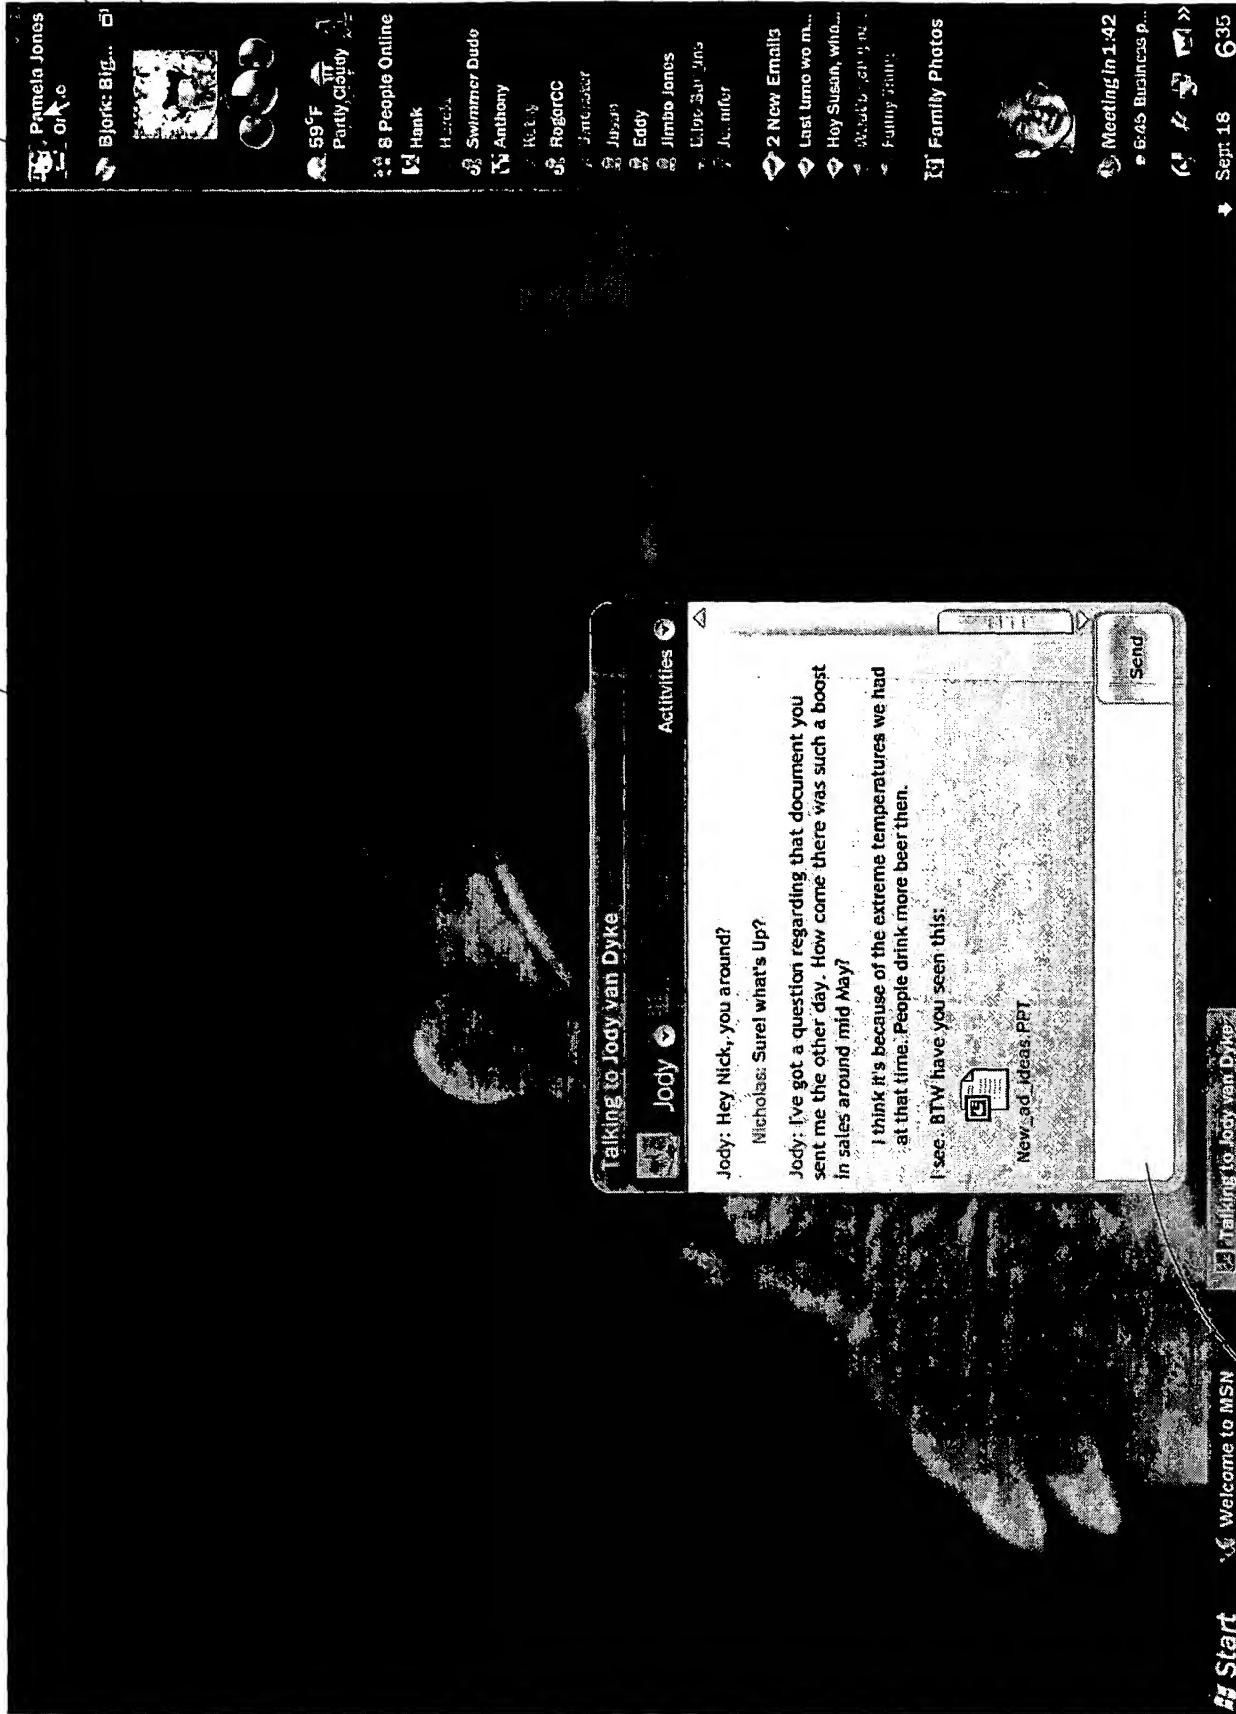 Talking to Jody van Dyke
Jody
Actitvities
Jody: Hey Nick, you around?
Nicholas: Sure! what's Up?
Jody: I've got a question regarding that document you
sent me the other day. How come there was such a boost
in sales around mid May?
I think it's because of the extreme temperatures we had
at that time. People drink more beer then.
I see. BTW have you seen this:
New_ad_ideas.PPT
Send
Pamela Jones
Bjork: Big...
59°F
Partly Cloudy
8 People Online
Hank
Swimmer Dude
Anthony
RogerCC
Eddy
Jimbo Jones
Jennifer
2 New Emails
Last time we m...
Hey Susan, wha...
Family Photos
Meeting in 1:42
6:45 Business p...
Start
Welcome to MSN
Talking to Jody van Dyke
Sept 18
635